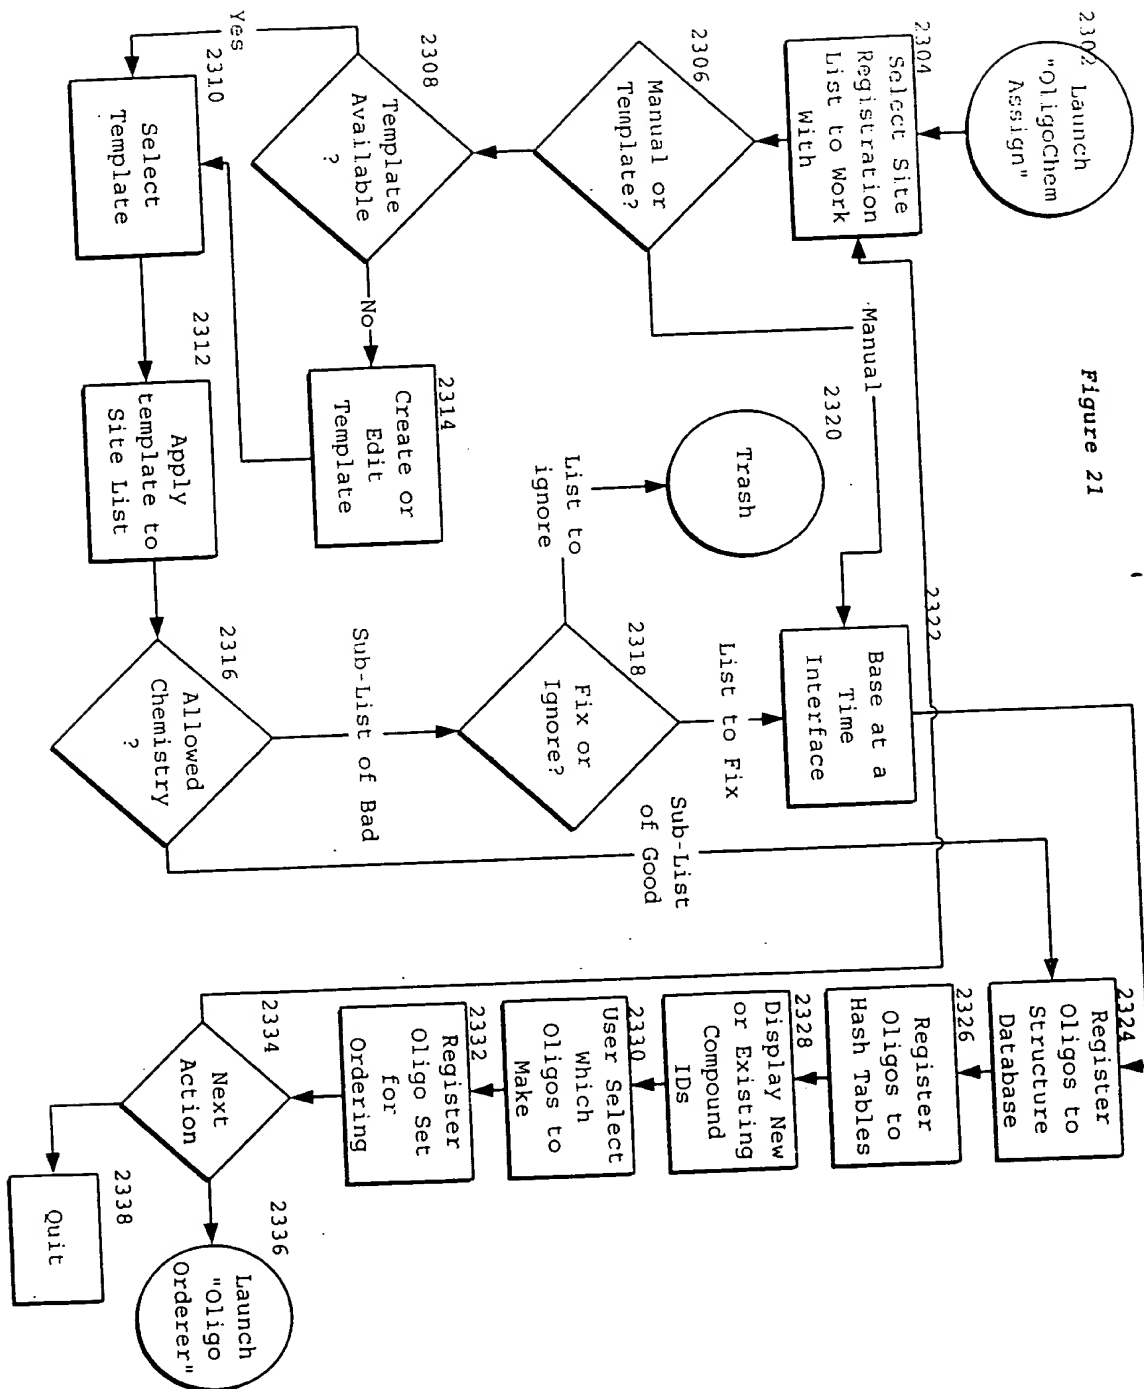 Figure 21
2302
Launch
"OligoChem
Assign"
2304
Select Site
Registration
List to Work
With
2306
Manual or
Template?
Manual
2308
Template
Available
?
Yes
No
2310
Select
Template
2312
Apply
template to
Site List
2314
Create or
Edit
Template
2316
Allowed
Chemistry
?
Sub-List of Bad
Sub-List
of Good
2318
Fix or
Ignore?
List to
ignore
List to Fix
2320
Trash
2322
Base at a
Time
Interface
2324
Register
Oligos to
Structure
Database
2326
Register
Oligos to
Hash Tables
2328
Display New
or Existing
Compound
IDs
2330
User Select
Which
Oligos to
Make
2332
Register
Oligo Set
for
Ordering
2334
Next
Action
2336
Launch
"Oligo
Orderer"
2338
Quit